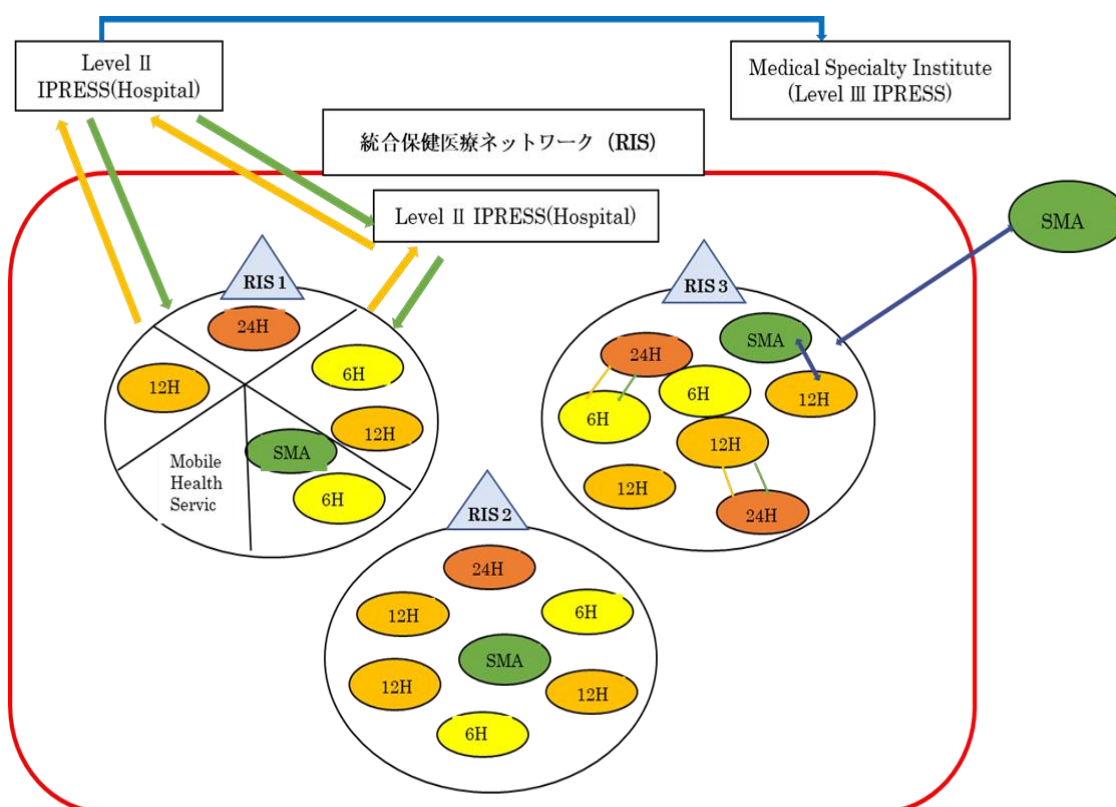 Level Ⅱ
IPRESS(Hospital)
Medical Specialty Institute
(Level Ⅲ IPRESS)
統合保健医療ネットワーク（RIS）
Level Ⅱ IPRESS(Hospital)
SMA
RIS 1
24H
12H
6H
12H
SMA
6H
Mobile
Health
Servic
RIS 3
SMA
24H
6H
12H
6H
12H
12H
24H
RIS 2
24H
12H
6H
SMA
12H
12H
6H